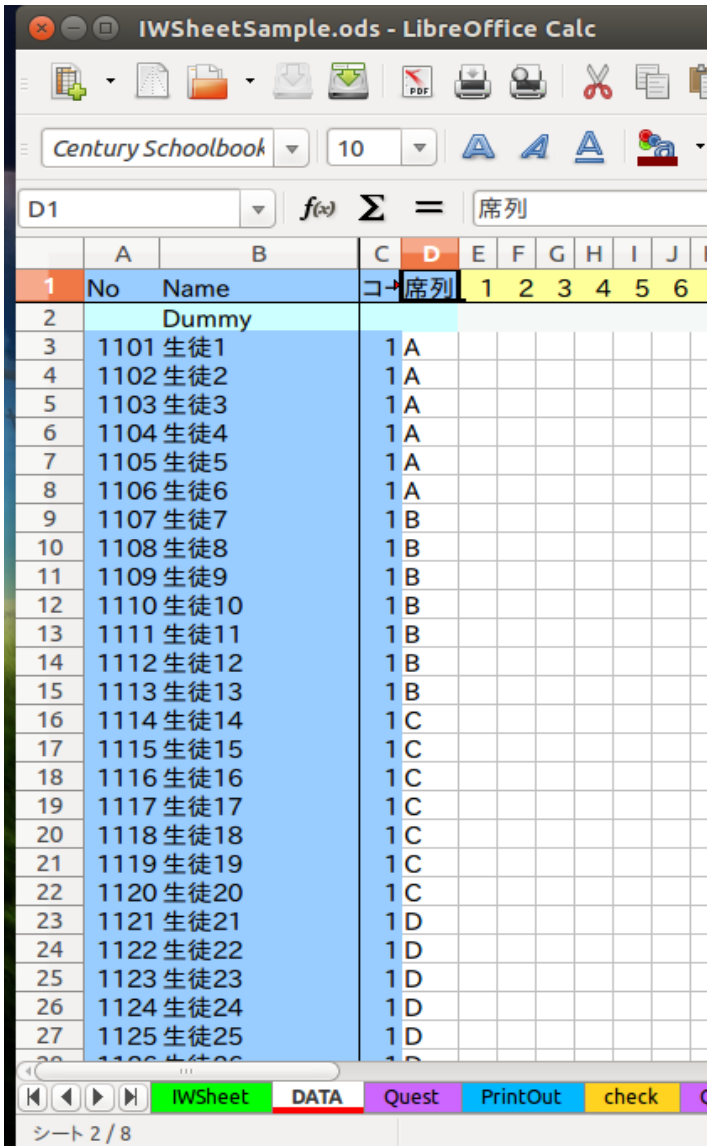 IWSheetSample.ods - LibreOffice Calc
PDF
Century Schoolbook 10
D1 f(x) Σ = 席列
A B C D E F G H I J
1 No Name コー 席列 1 2 3 4 5 6
2 Dummy
3 1101 生徒1 1 A
4 1102 生徒2 1 A
5 1103 生徒3 1 A
6 1104 生徒4 1 A
7 1105 生徒5 1 A
8 1106 生徒6 1 A
9 1107 生徒7 1 B
10 1108 生徒8 1 B
11 1109 生徒9 1 B
12 1110 生徒10 1 B
13 1111 生徒11 1 B
14 1112 生徒12 1 B
15 1113 生徒13 1 B
16 1114 生徒14 1 C
17 1115 生徒15 1 C
18 1116 生徒16 1 C
19 1117 生徒17 1 C
20 1118 生徒18 1 C
21 1119 生徒19 1 C
22 1120 生徒20 1 C
23 1121 生徒21 1 D
24 1122 生徒22 1 D
25 1123 生徒23 1 D
26 1124 生徒24 1 D
27 1125 生徒25 1 D
IWSheet DATA Quest PrintOut check
シート 2 / 8